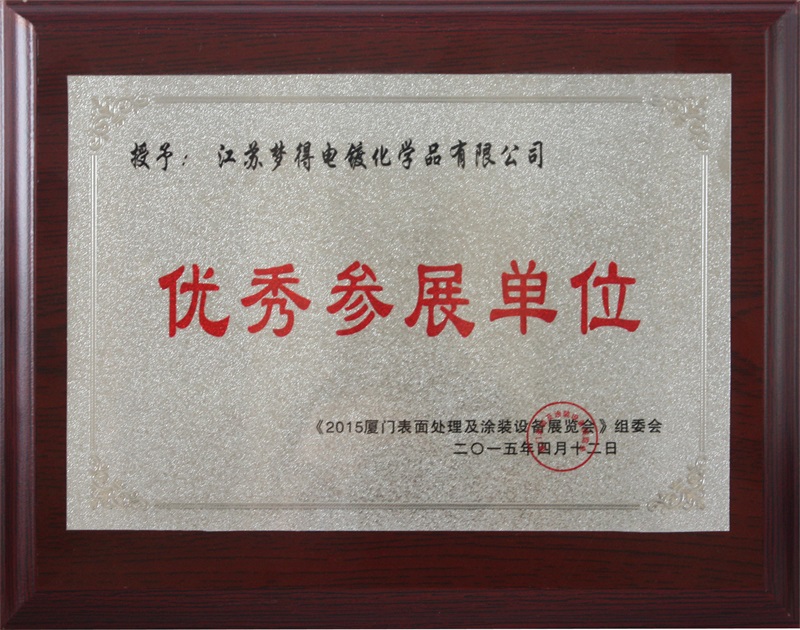 授予： 江苏梦得电镀化学品有限公司
优秀参展单位
《2015厦门表面处理及涂装设备展览会》组委会
二〇一五年四月十二日